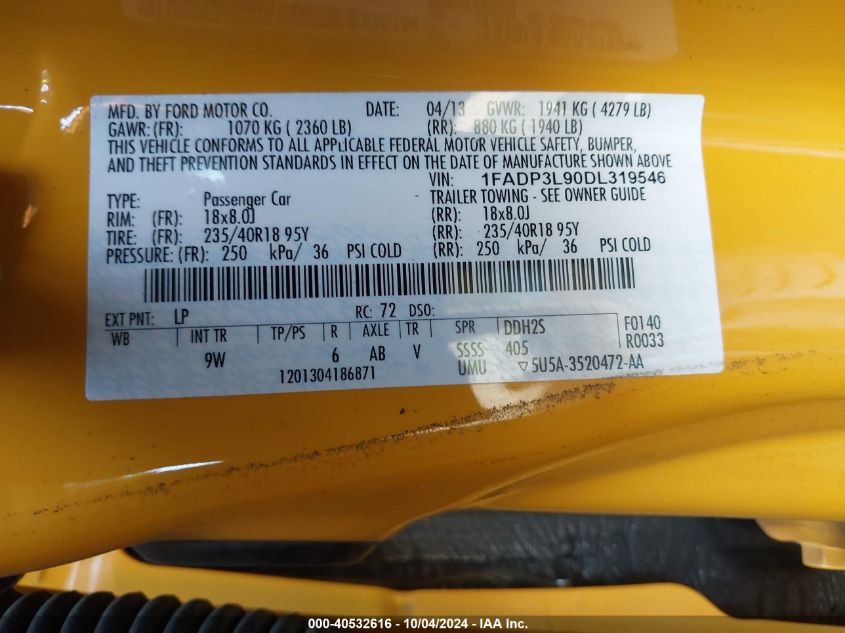 MFD. BY FORD MOTOR CO. DATE: 04/13 GVWR: 1941 KG ( 4279 LB)
GAWR: (FR): 1070 KG ( 2360 LB) (RR): 880 KG ( 1940 LB)
THIS VEHICLE CONFORMS TO ALL APPLICABLE FEDERAL MOTOR VEHICLE SAFETY, BUMPER,
AND THEFT PREVENTION STANDARDS IN EFFECT ON THE DATE OF MANUFACTURE SHOWN ABOVE
VIN: 1FADP3L90DL319546
TYPE: Passenger Car TRAILER TOWING - SEE OWNER GUIDE
RIM: (FR): 18x8.0J (RR): 18x8.0J
TIRE: (FR): 235/40R18 95Y (RR): 235/40R18 95Y
PRESSURE: (FR): 250 kPa/ 36 PSI COLD (RR): 250 kPa/ 36 PSI COLD
EXT PNT: LP RC: 72 DSO:
WB INT TR TP/PS R AXLE TR SPR DDH2S F0140
9W 6 AB V SSSS 405 R0033
1201304186871 UMU ▽5U5A-3520472-AA
000-40532616 - 10/04/2024 - IAA Inc.